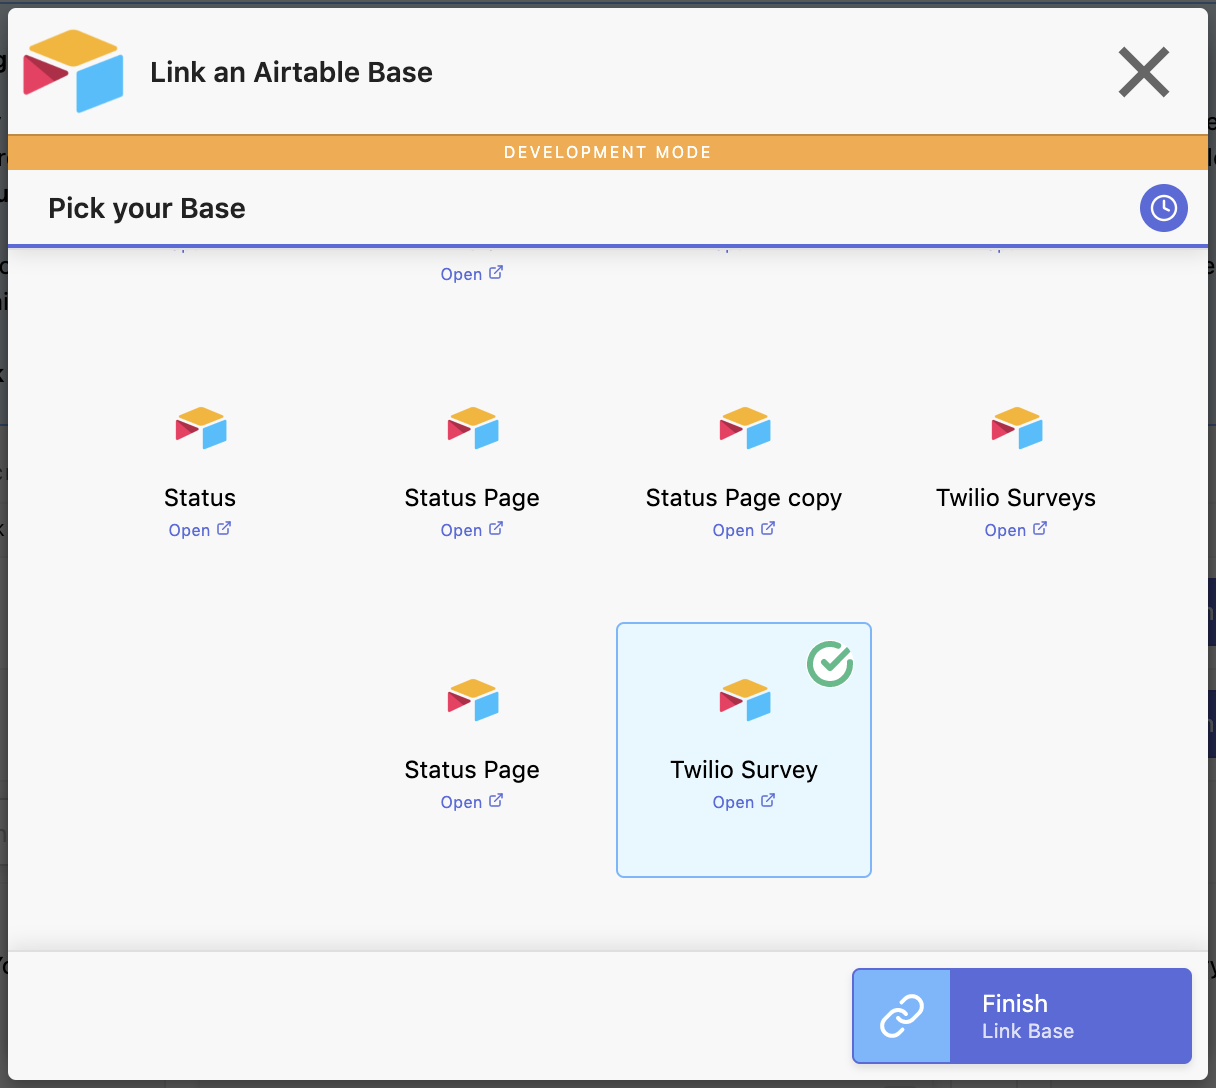 Link an Airtable Base
DEVELOPMENT MODE
Pick your Base
Open
Status
Status Page
Status Page copy
Twilio Surveys
Open
Open
Open
Open
Status Page
Twilio Survey
Open
Open
Finish
Link Base